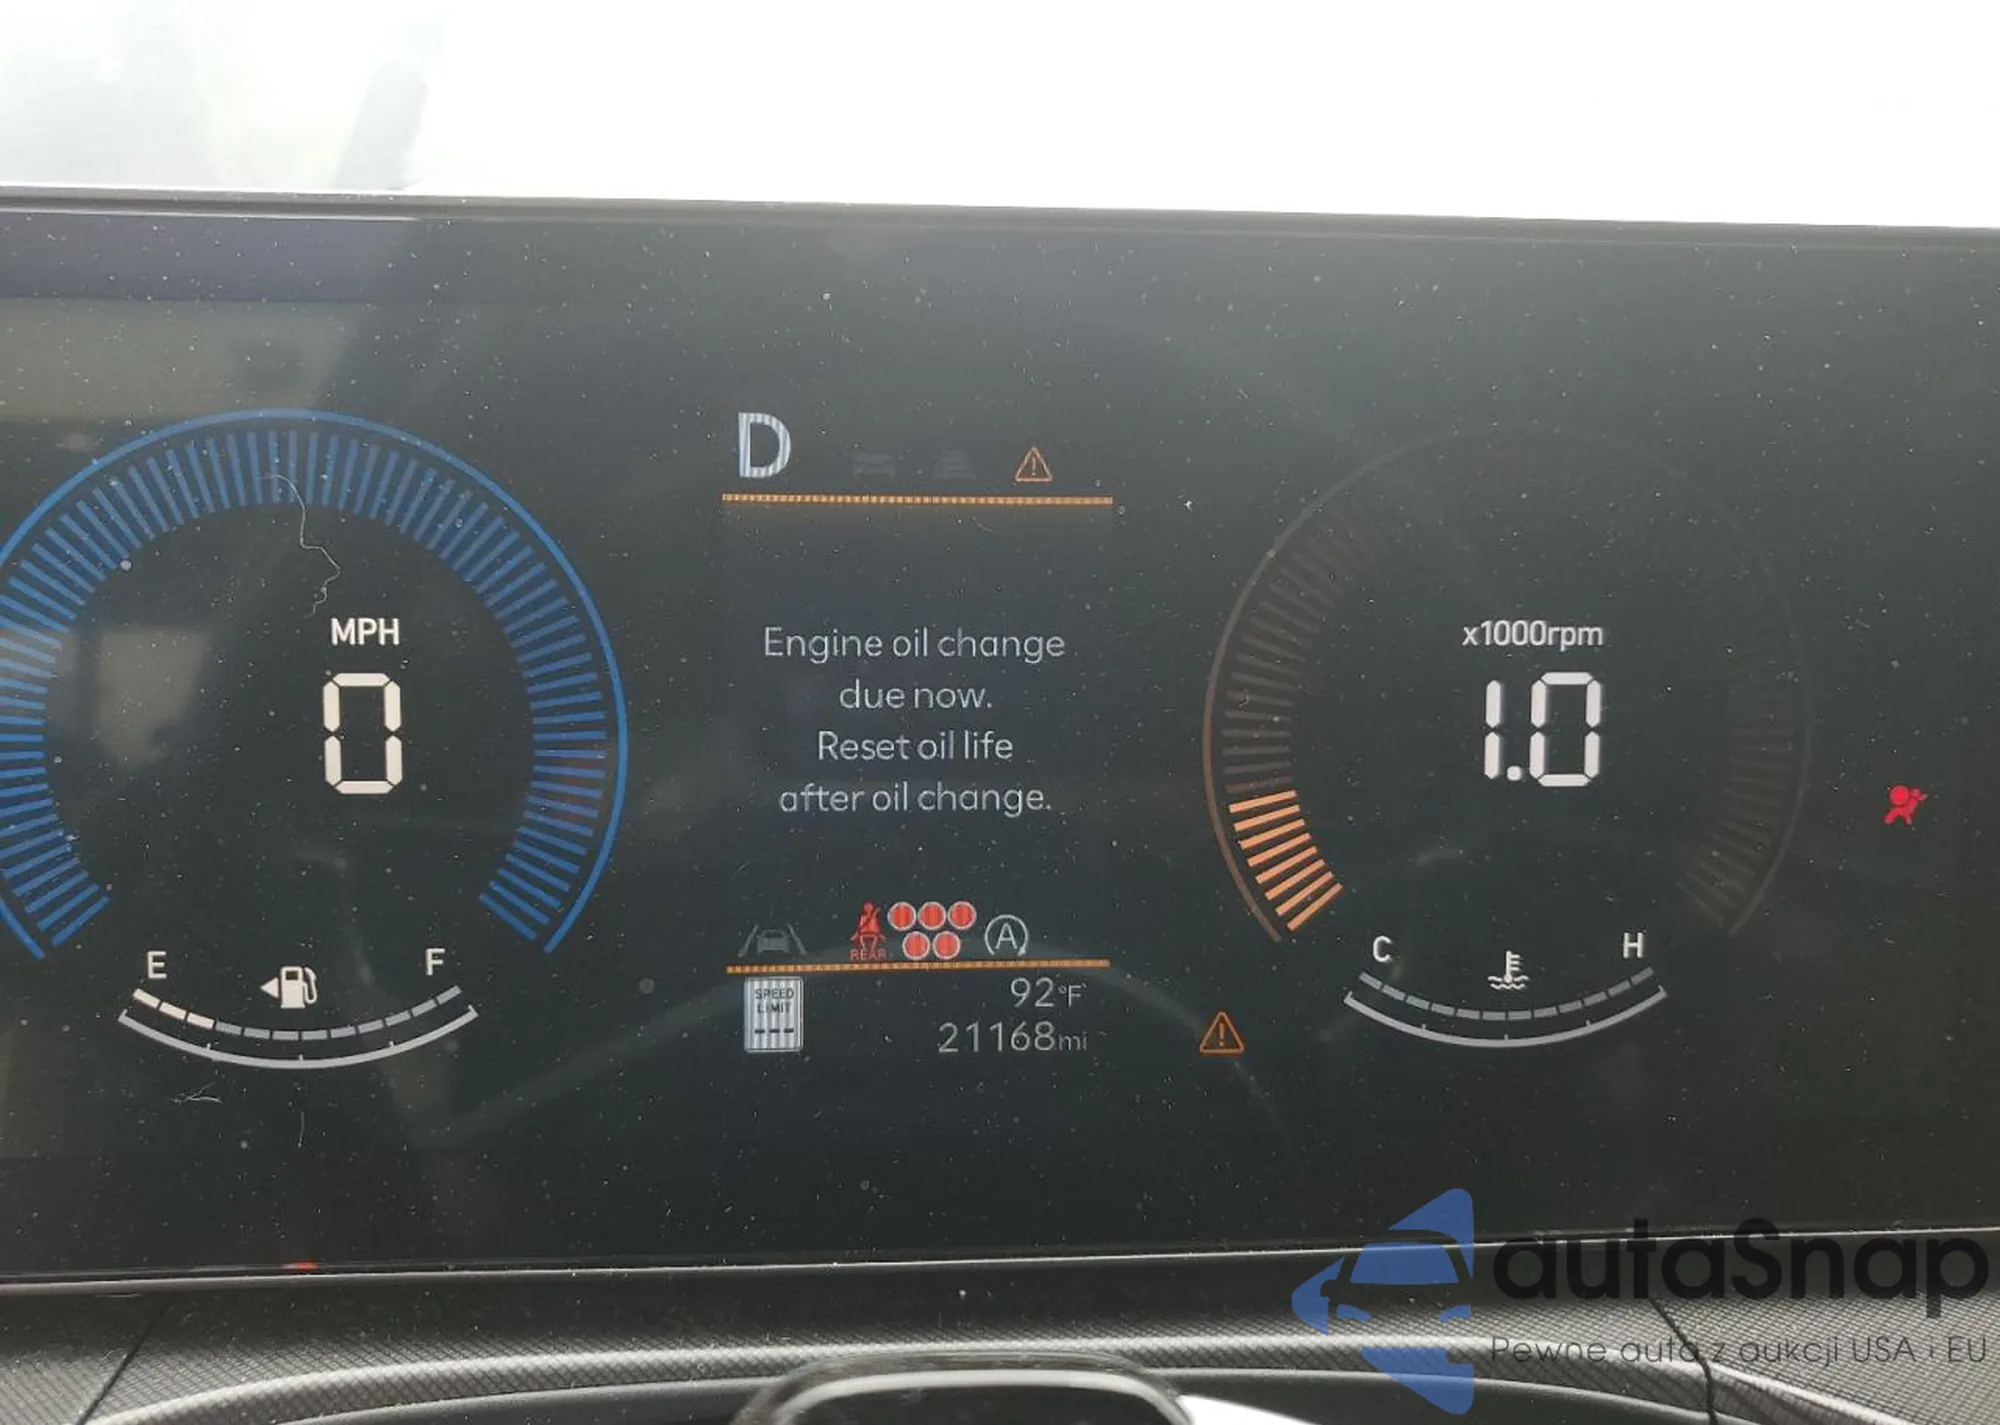 D
MPH
0
Engine oil change
due now.
Reset oil life
after oil change.
x1000rpm
1.0
E
F
REAR
A
C
H
SPEED
LIMIT
---
92°F
21168mi
autaSnap
Pewne auta z aukcji USA i EU